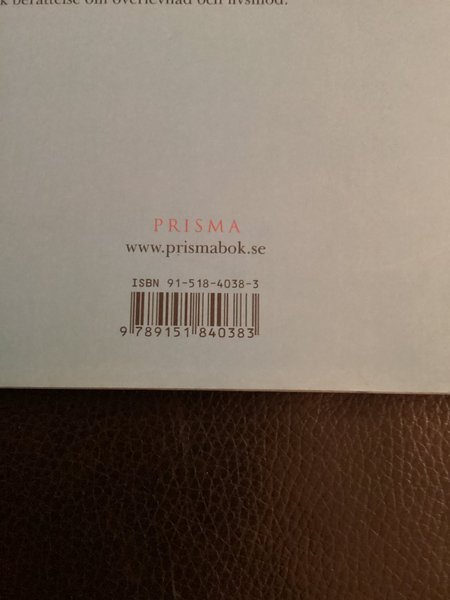 k berättelse om överlevnad och livsmod.
PRISMA
www.prismabok.se
ISBN 91-518-4038-3
9 789151 840383